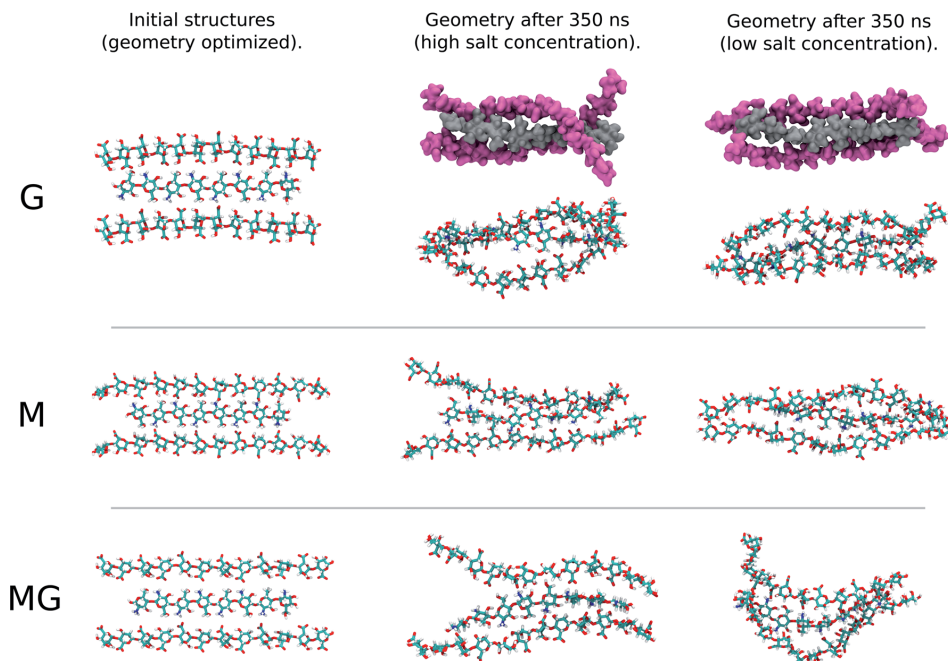 Initial structures
(geometry optimized).
Geometry after 350 ns
(high salt concentration).
Geometry after 350 ns
(low salt concentration).
G
M
MG